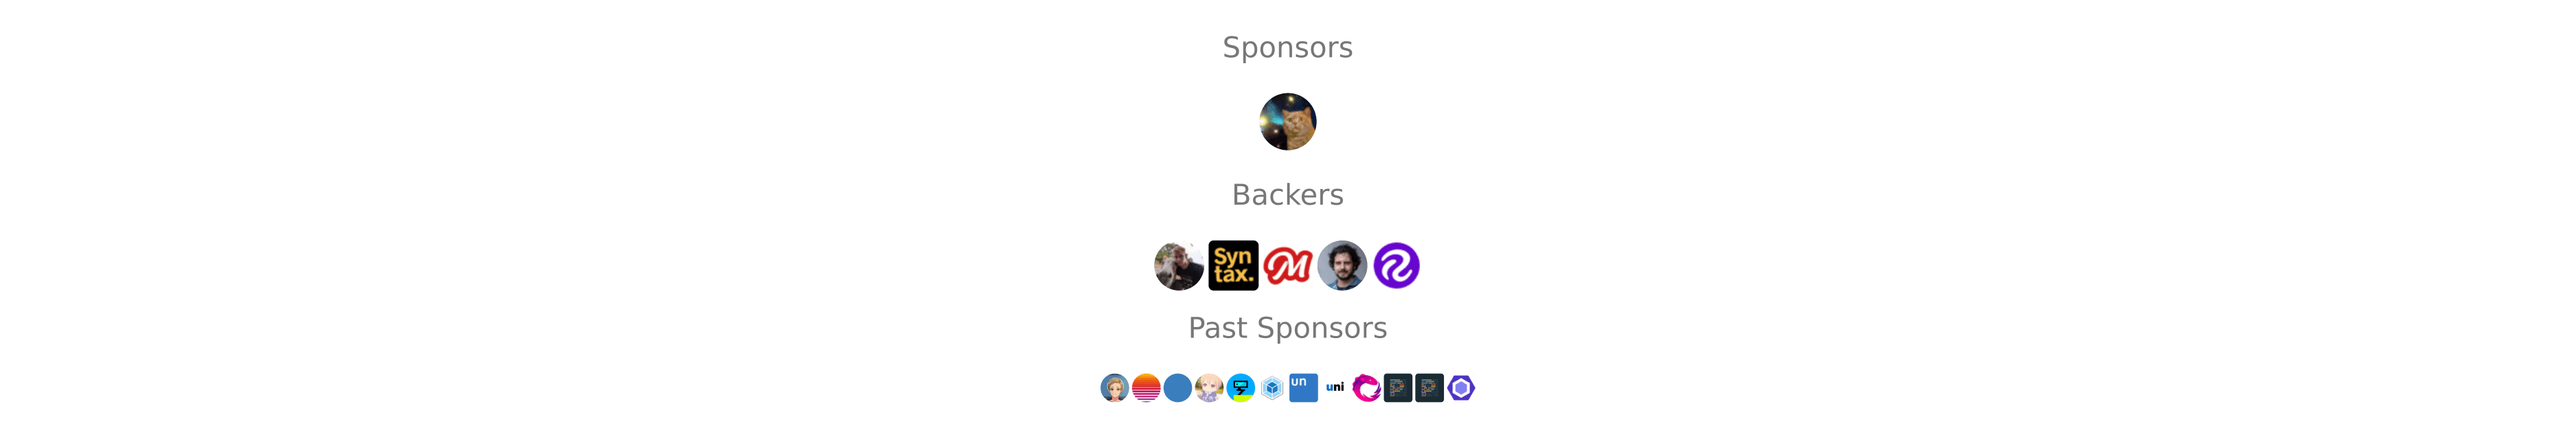 Sponsors
Backers
Syn
tax.
M
Past Sponsors
un
uni